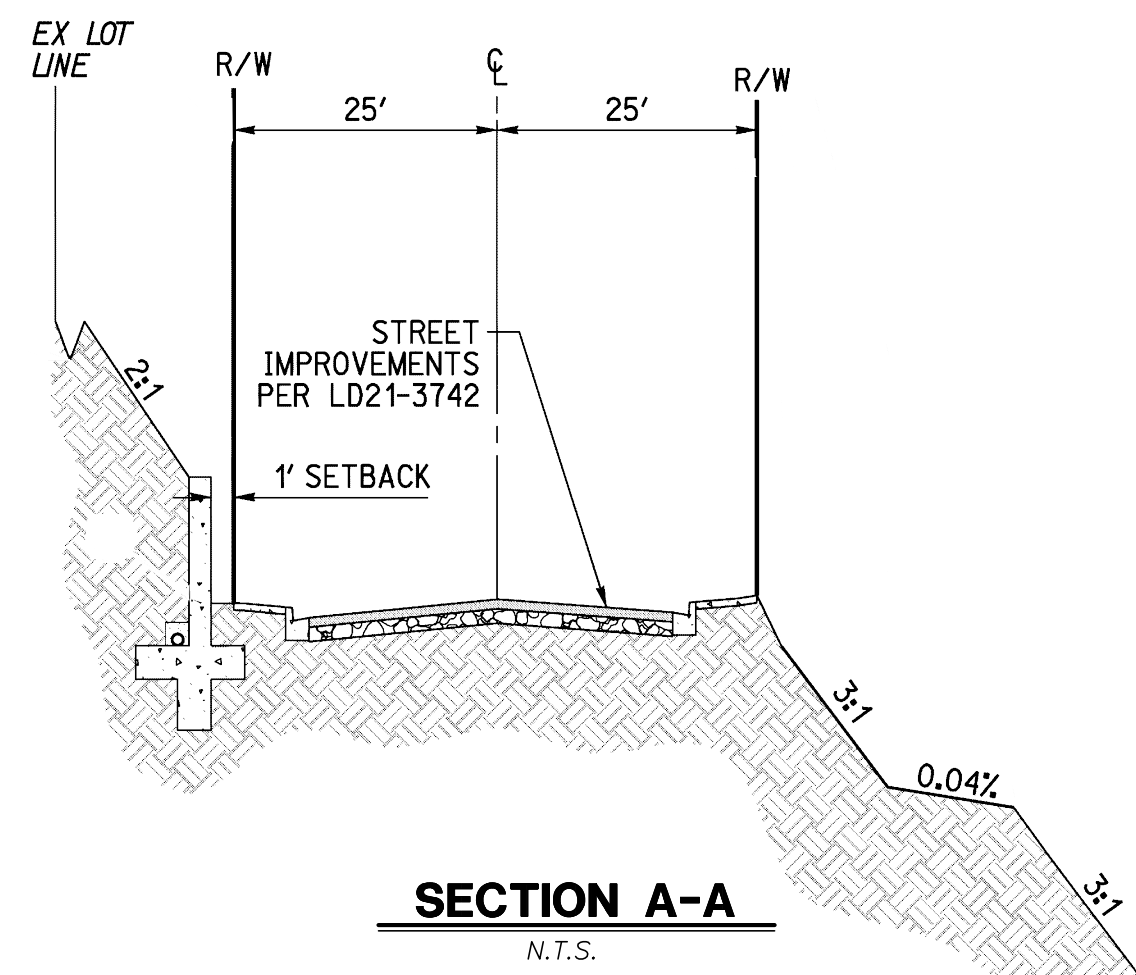 EX LOT
LINE
R/W
CL
R/W
25'
25'
STREET
IMPROVEMENTS
PER LD21-3742
2:1
1' SETBACK
3:1
0.04%
3:1
SECTION A-A
N.T.S.